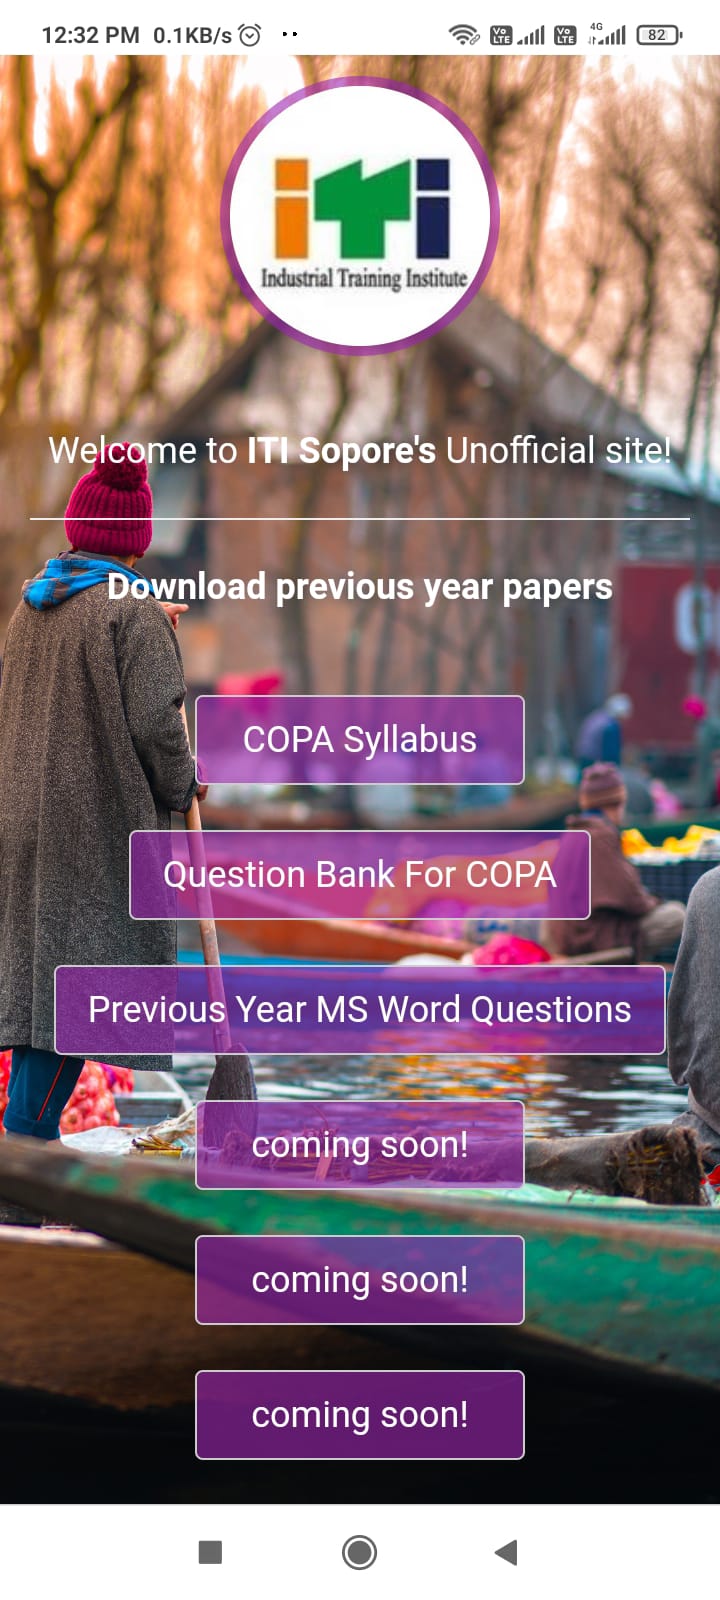 12:32 PM 0.1KB/s
Vo LTE Vo LTE 4G 82
iTi
Industrial Training Institute
Welcome to ITI Sopore's Unofficial site!
Download previous year papers
COPA Syllabus
Question Bank For COPA
Previous Year MS Word Questions
coming soon!
coming soon!
coming soon!